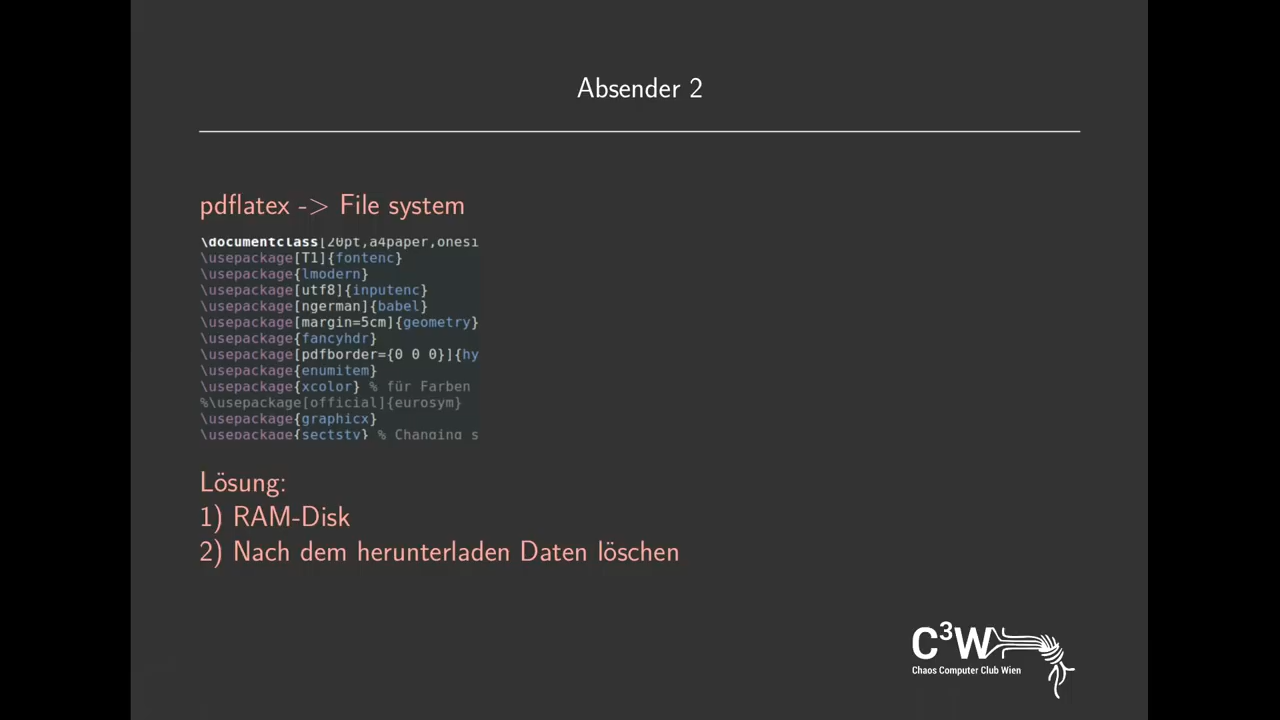 Absender 2
pdflatex -> File system
\documentclass[20pt,a4paper,onesi
\usepackage[T1]{fontenc}
\usepackage{lmodern}
\usepackage[utf8]{inputenc}
\usepackage[ngerman]{babel}
\usepackage[margin=5cm]{geometry}
\usepackage{fancyhdr}
\usepackage[pdfborder={0 0 0}]{hy
\usepackage{enumitem}
\usepackage{xcolor} % für Farben
%\usepackage[official]{eurosym}
\usepackage{graphicx}
\usepackage{sectsty} % Changing s
Lösung:
1) RAM-Disk
2) Nach dem herunterladen Daten löschen
C³W
Chaos Computer Club Wien